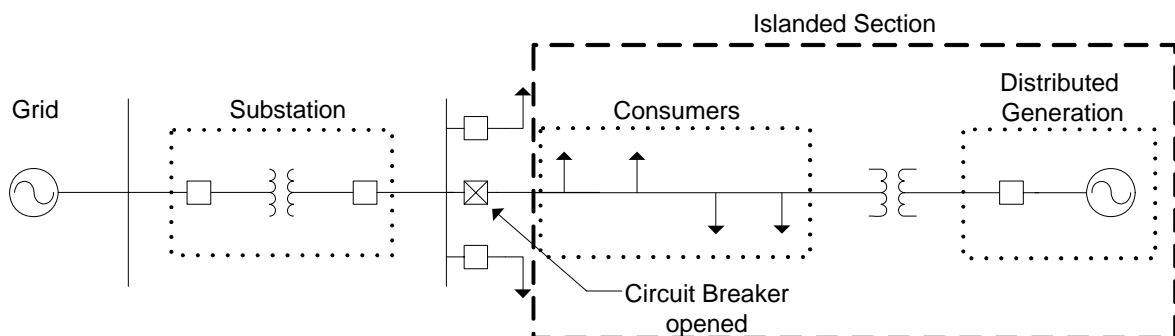 Islanded Section
Grid
Substation
Consumers
Distributed
Generation
Circuit Breaker
opened